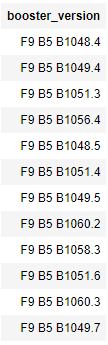 booster_version
F9 B5 B1048.4
F9 B5 B1049.4
F9 B5 B1051.3
F9 B5 B1056.4
F9 B5 B1048.5
F9 B5 B1051.4
F9 B5 B1049.5
F9 B5 B1060.2
F9 B5 B1058.3
F9 B5 B1051.6
F9 B5 B1060.3
F9 B5 B1049.7